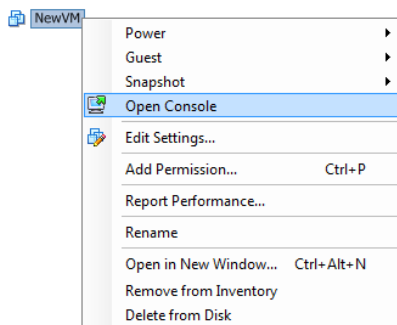 NewVM
Power
Guest
Snapshot
Open Console
Edit Settings...
Add Permission... Ctrl+P
Report Performance...
Rename
Open in New Window... Ctrl+Alt+N
Remove from Inventory
Delete from Disk